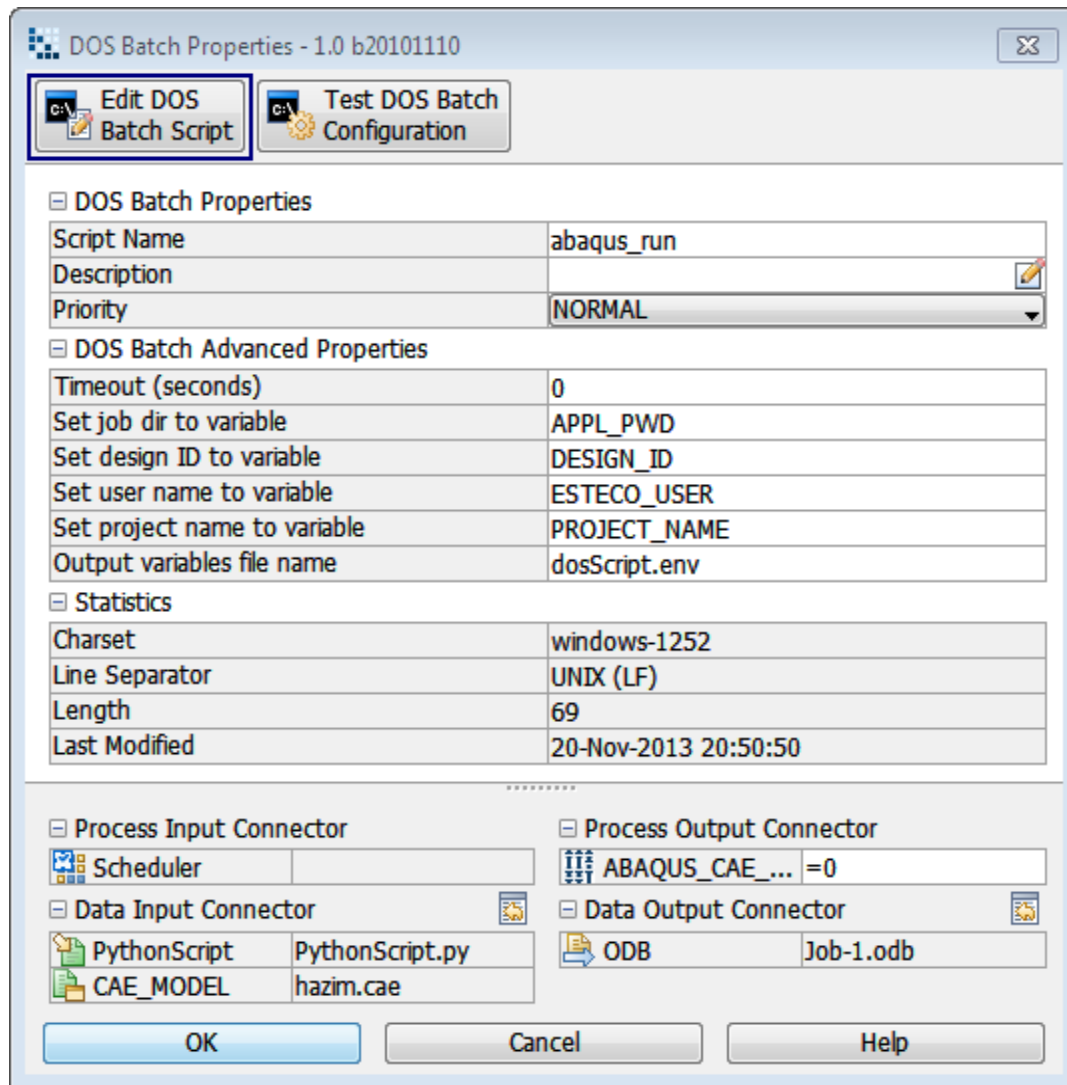 DOS Batch Properties - 1.0 b20101110
Edit DOS
Batch Script
Test DOS Batch
Configuration
DOS Batch Properties
Script Name abaqus_run
Description
Priority NORMAL
DOS Batch Advanced Properties
Timeout (seconds) 0
Set job dir to variable APPL_PWD
Set design ID to variable DESIGN_ID
Set user name to variable ESTECO_USER
Set project name to variable PROJECT_NAME
Output variables file name dosScript.env
Statistics
Charset windows-1252
Line Separator UNIX (LF)
Length 69
Last Modified 20-Nov-2013 20:50:50
Process Input Connector Process Output Connector
Scheduler ABAQUS_CAE_... =0
Data Input Connector Data Output Connector
PythonScript PythonScript.py ODB Job-1.odb
CAE_MODEL hazim.cae
OK Cancel Help